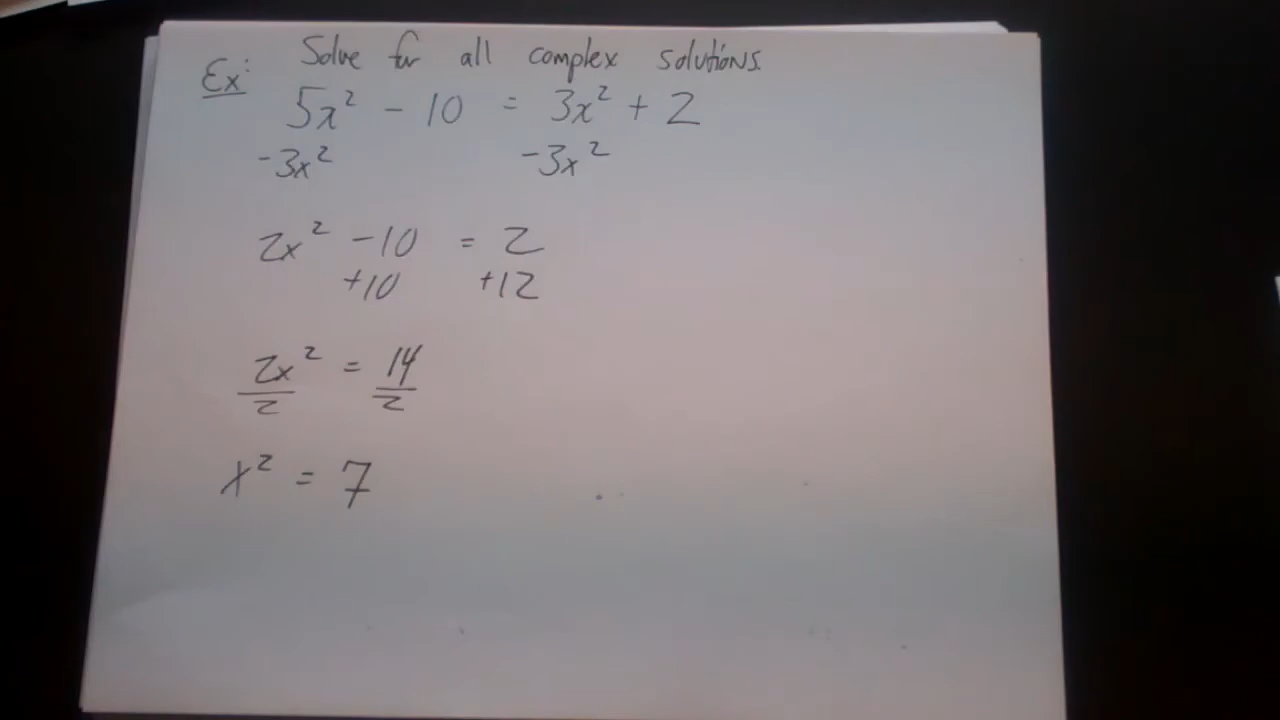 Ex: Solve for all complex solutions.
5x² - 10 = 3x² + 2
-3x² -3x²
2x² -10 = 2
+10 +12
2x² = 14
2 2
x² = 7